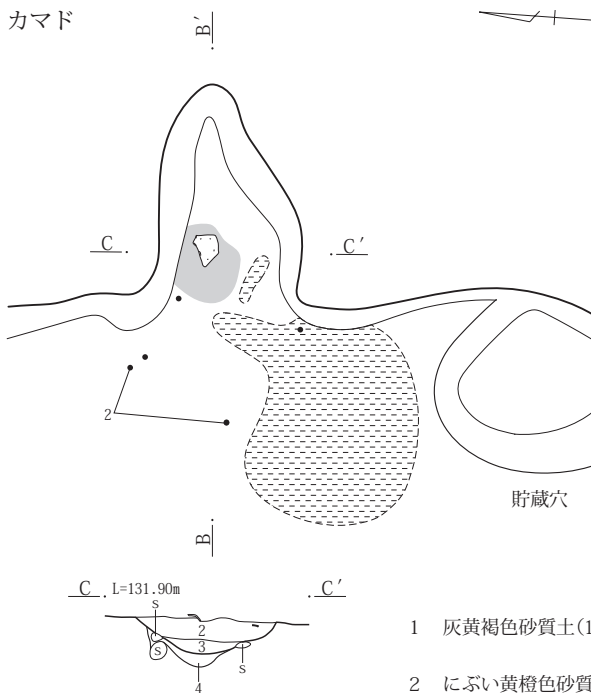 カマド
B′
C
C′
2
貯蔵穴
B
C L=131.90m C′
S
2
3
S
S
4
1 灰黄褐色砂質土(1
2 にぶい黄橙色砂質